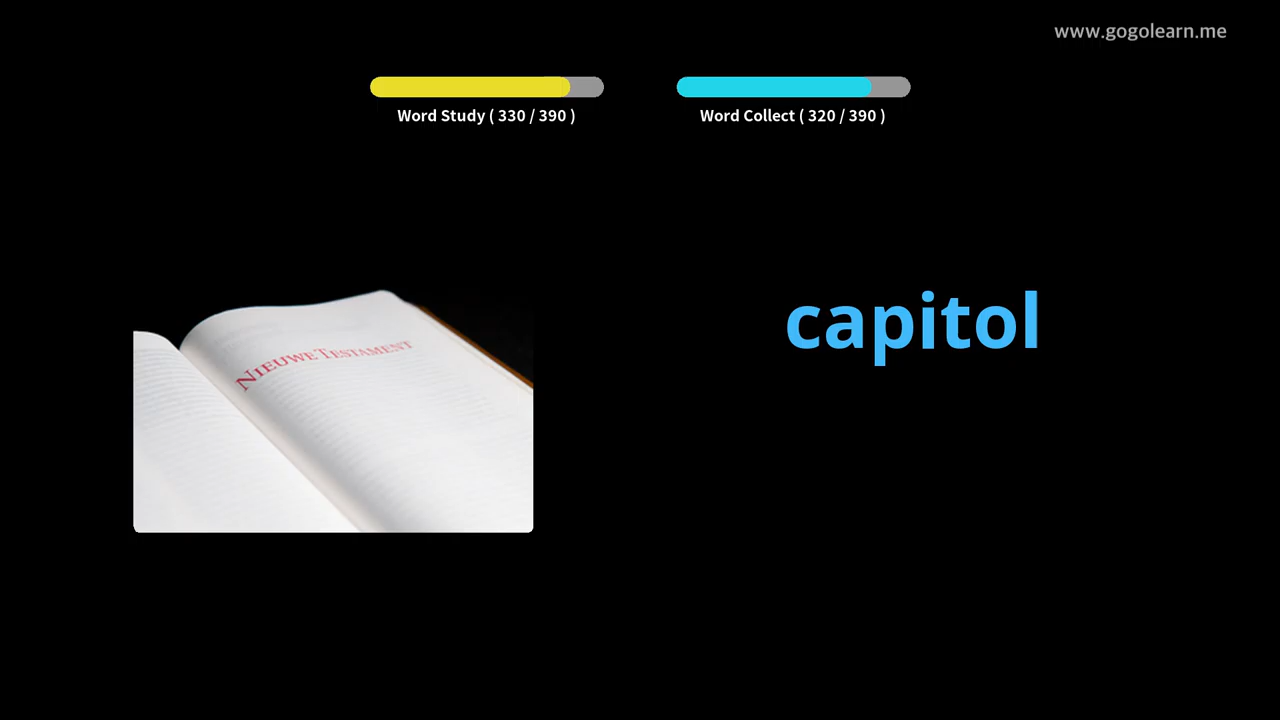 www.gogolearn.me
Word Study ( 330 / 390 )
Word Collect ( 320 / 390 )
capitol
NIEUWE TESTAMENT